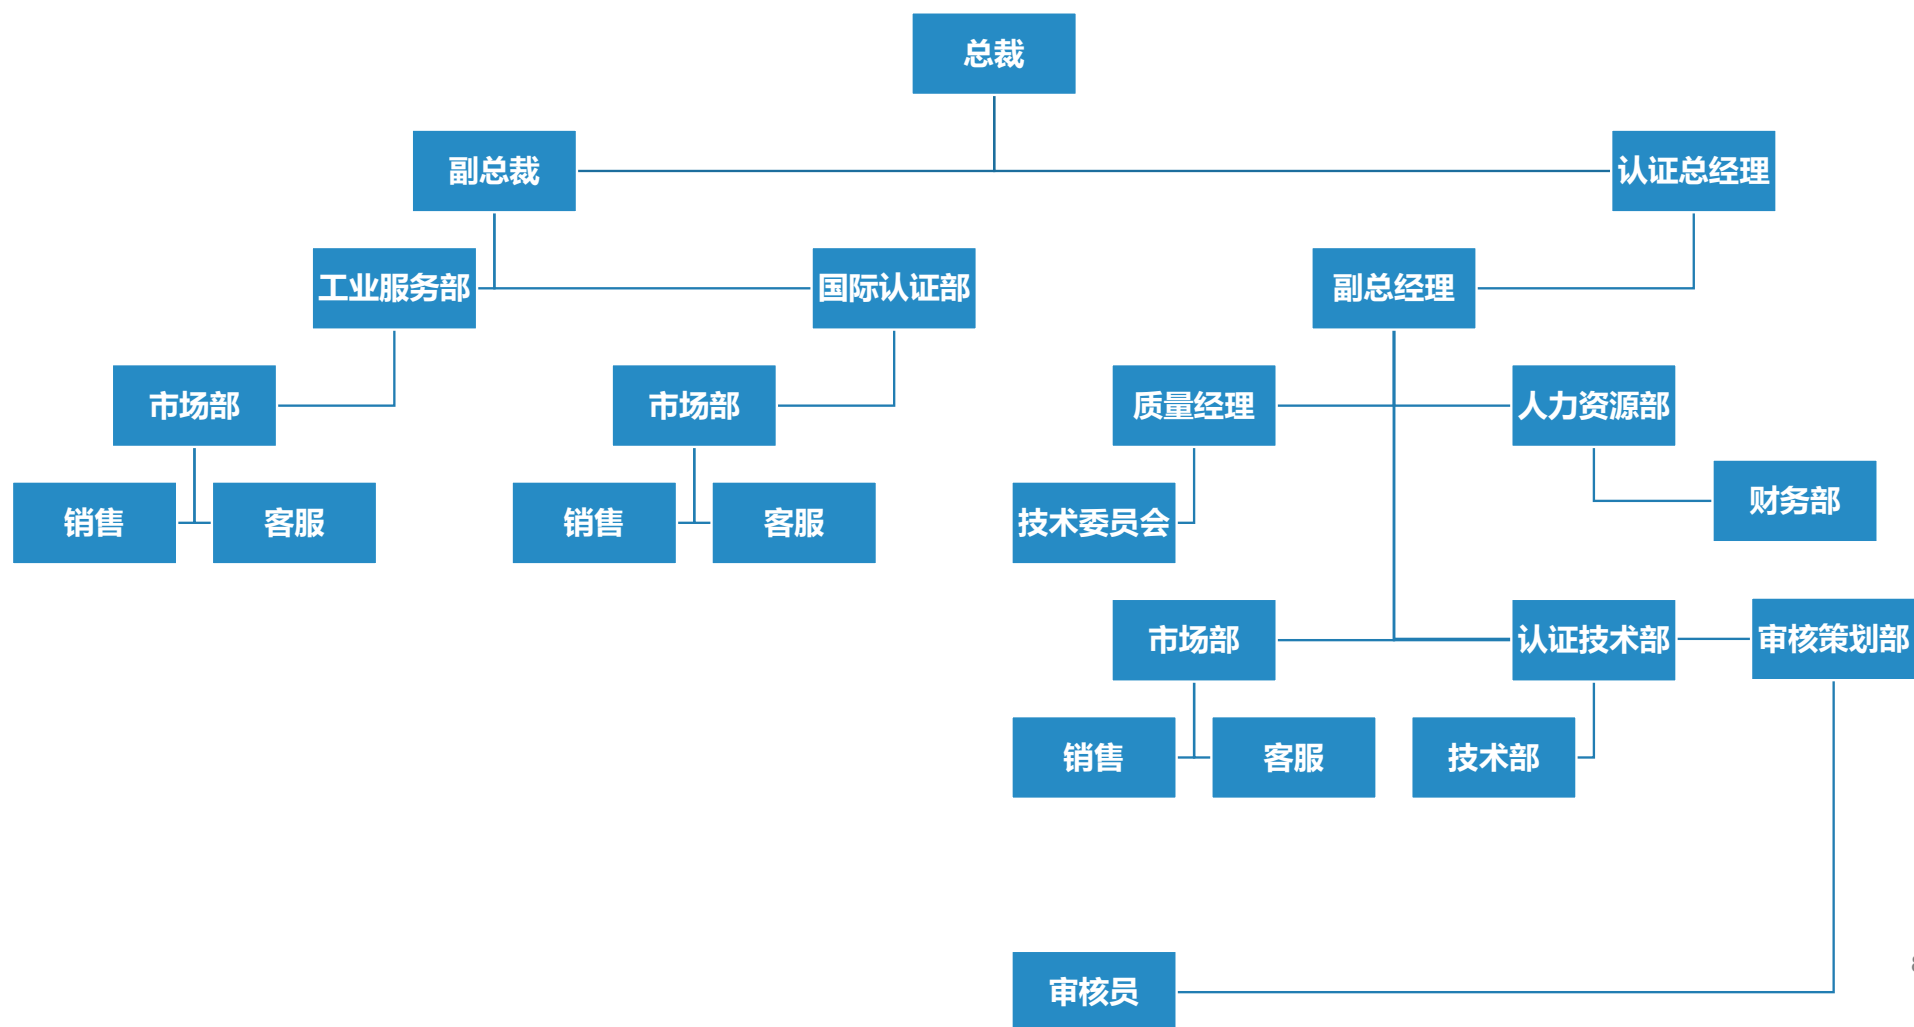 总裁
副总裁
认证总经理
工业服务部
国际认证部
副总经理
市场部
市场部
质量经理
人力资源部
财务部
销售
客服
销售
客服
技术委员会
市场部
认证技术部
审核策划部
销售
客服
技术部
审核员